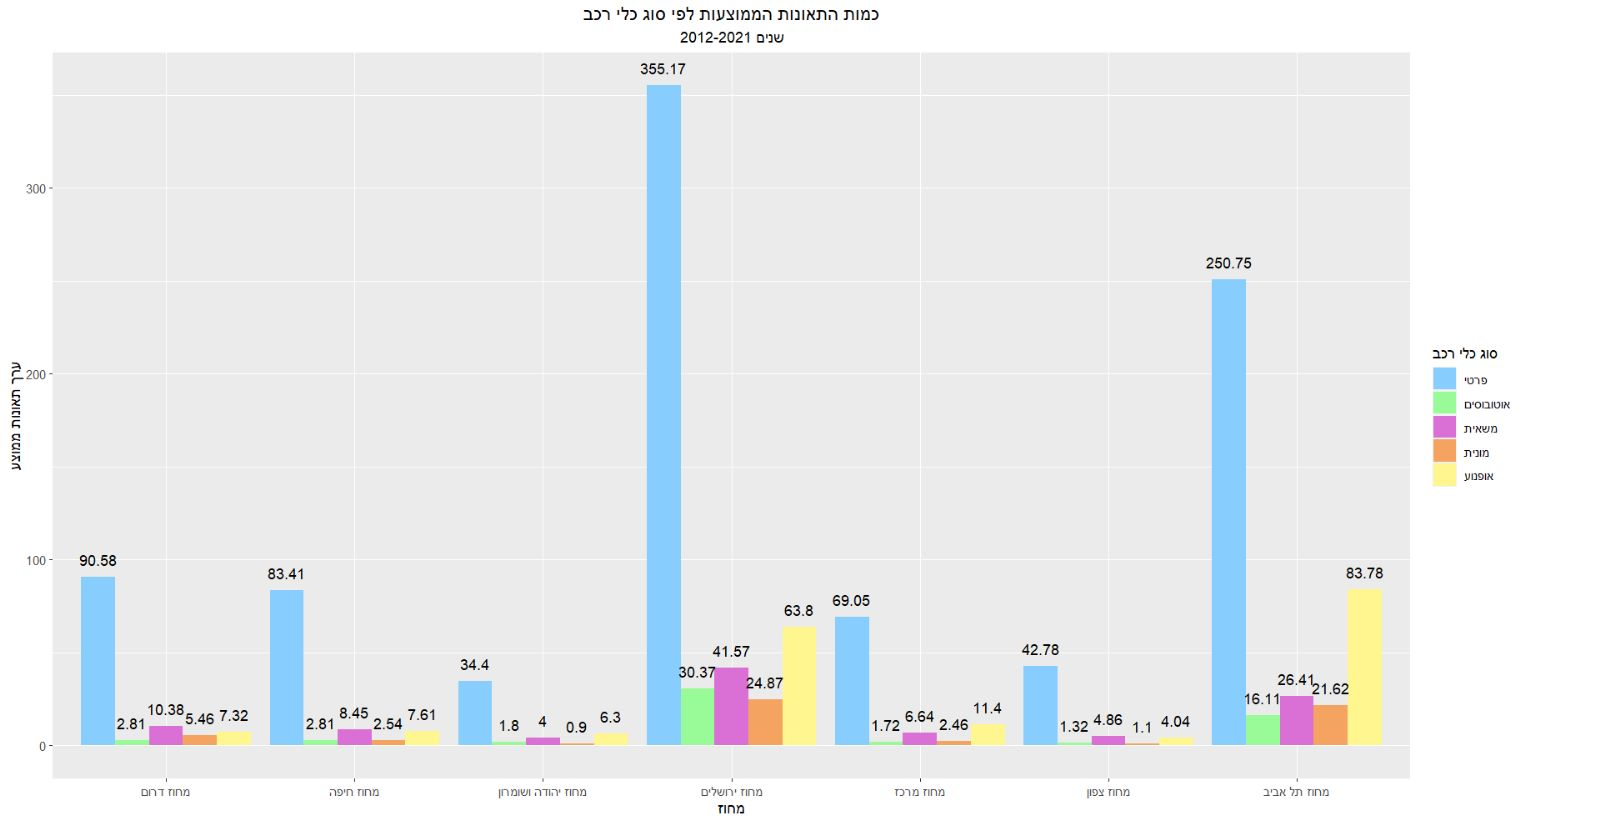 כמות התאונות הממוצעות לפי סוג כלי רכב
שנים 2012-2021
ערך תאונות ממוצע
300
200
100
0
90.58
2.81
10.38
5.46
7.32
83.41
2.81
8.45
2.54
7.61
34.4
1.8
4
0.9
6.3
355.17
30.37
41.57
24.87
63.8
69.05
1.72
6.64
2.46
11.4
42.78
1.32
4.86
1.1
4.04
250.75
16.11
26.41
21.62
83.78
מחוז דרום
מחוז חיפה
מחוז יהודה ושומרון
מחוז ירושלים
מחוז מרכז
מחוז צפון
מחוז תל אביב
מחוז
סוג כלי רכב
פרטי
אוטובוסים
משאית
מונית
אופנוע